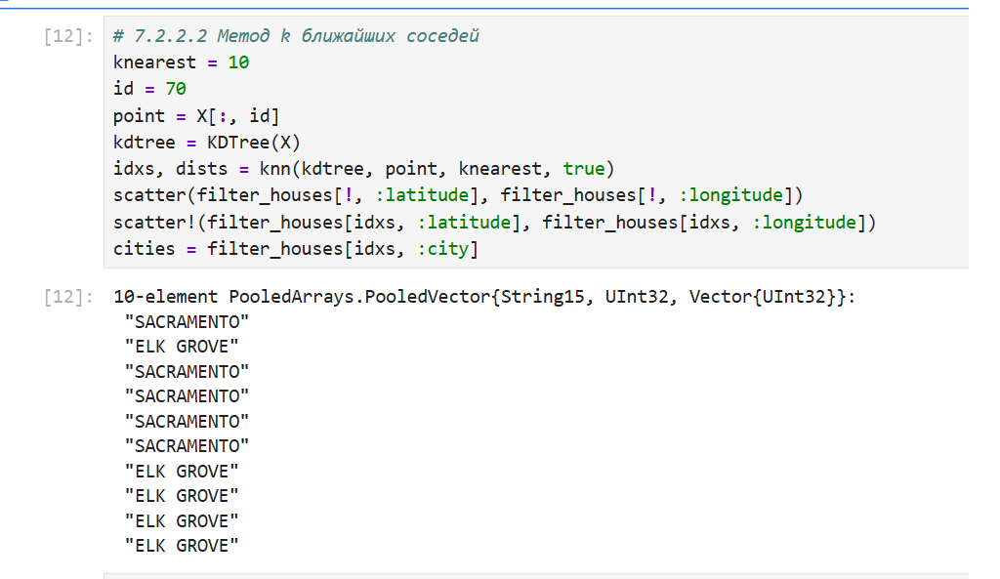 [12]: # 7.2.2.2 Метод k ближайших соседей
knearest = 10
id = 70
point = X[:, id]
kdtree = KDTree(X)
idxs, dists = knn(kdtree, point, knearest, true)
scatter(filter_houses[!, :latitude], filter_houses[!, :longitude])
scatter!(filter_houses[idxs, :latitude], filter_houses[idxs, :longitude])
cities = filter_houses[idxs, :city]
[12]: 10-element PooledArrays.PooledVector{String15, UInt32, Vector{UInt32}}:
"SACRAMENTO"
"ELK GROVE"
"SACRAMENTO"
"SACRAMENTO"
"SACRAMENTO"
"SACRAMENTO"
"ELK GROVE"
"ELK GROVE"
"ELK GROVE"
"ELK GROVE"